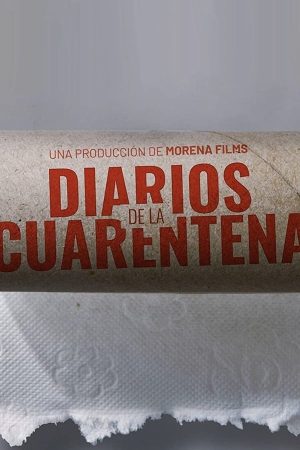 UNA PRODUCCIÓN DE MORENA FILMS
DIARIOS
DE LA
CUARENTENA